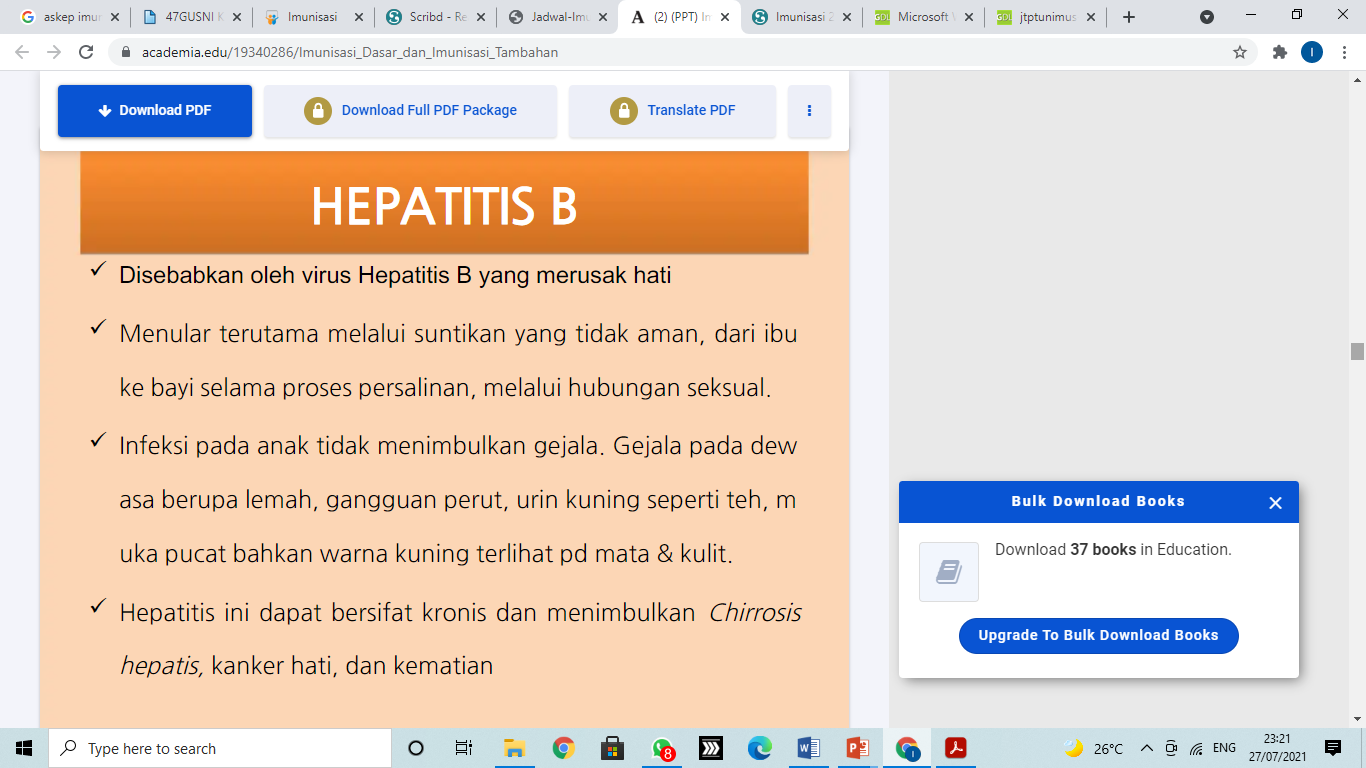 askep imun
47GUSNI K
Imunisasi
Scribd - Re
Jadwal-Imu
(2) (PPT) Im
Imunisasi 2
Microsoft W
jtptunimus
academia.edu/19340286/Imunisasi_Dasar_dan_Imunisasi_Tambahan
I
Download PDF
Download Full PDF Package
Translate PDF
HEPATITIS B
Disebabkan oleh virus Hepatitis B yang merusak hati
Menular terutama melalui suntikan yang tidak aman, dari ibu
ke bayi selama proses persalinan, melalui hubungan seksual.
Infeksi pada anak tidak menimbulkan gejala. Gejala pada dew
asa berupa lemah, gangguan perut, urin kuning seperti teh, m
uka pucat bahkan warna kuning terlihat pd mata & kulit.
Hepatitis ini dapat bersifat kronis dan menimbulkan Chirrosis
hepatis, kanker hati, dan kematian
Bulk Download Books
Download 37 books in Education.
Upgrade To Bulk Download Books
Type here to search
8
26°C
ENG
23:21
27/07/2021